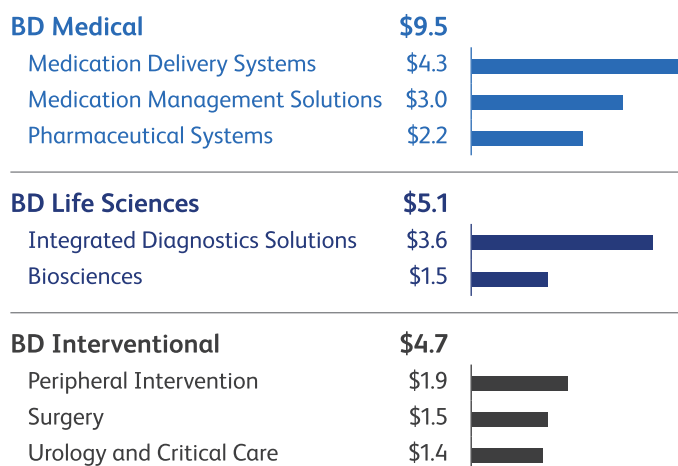 BD Medical $9.5
Medication Delivery Systems $4.3
Medication Management Solutions $3.0
Pharmaceutical Systems $2.2
BD Life Sciences $5.1
Integrated Diagnostics Solutions $3.6
Biosciences $1.5
BD Interventional $4.7
Peripheral Intervention $1.9
Surgery $1.5
Urology and Critical Care $1.4